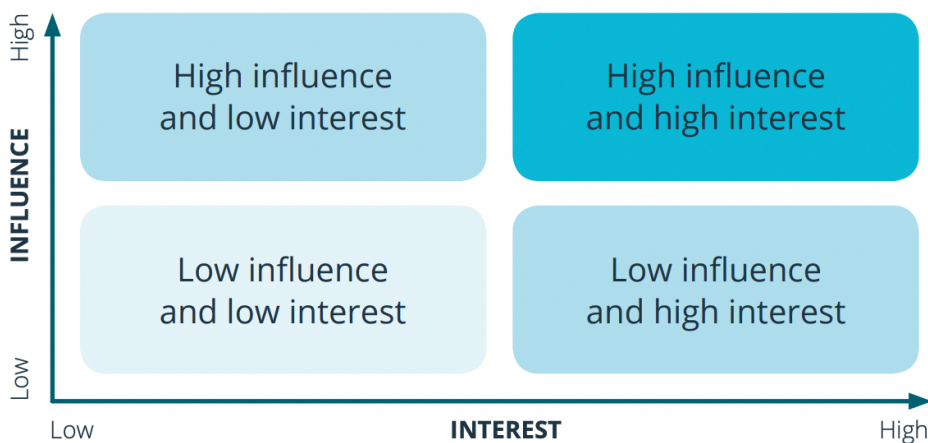 High
INFLUENCE
Low
High influence
and low interest
High influence
and high interest
Low influence
and low interest
Low influence
and high interest
Low
INTEREST
High